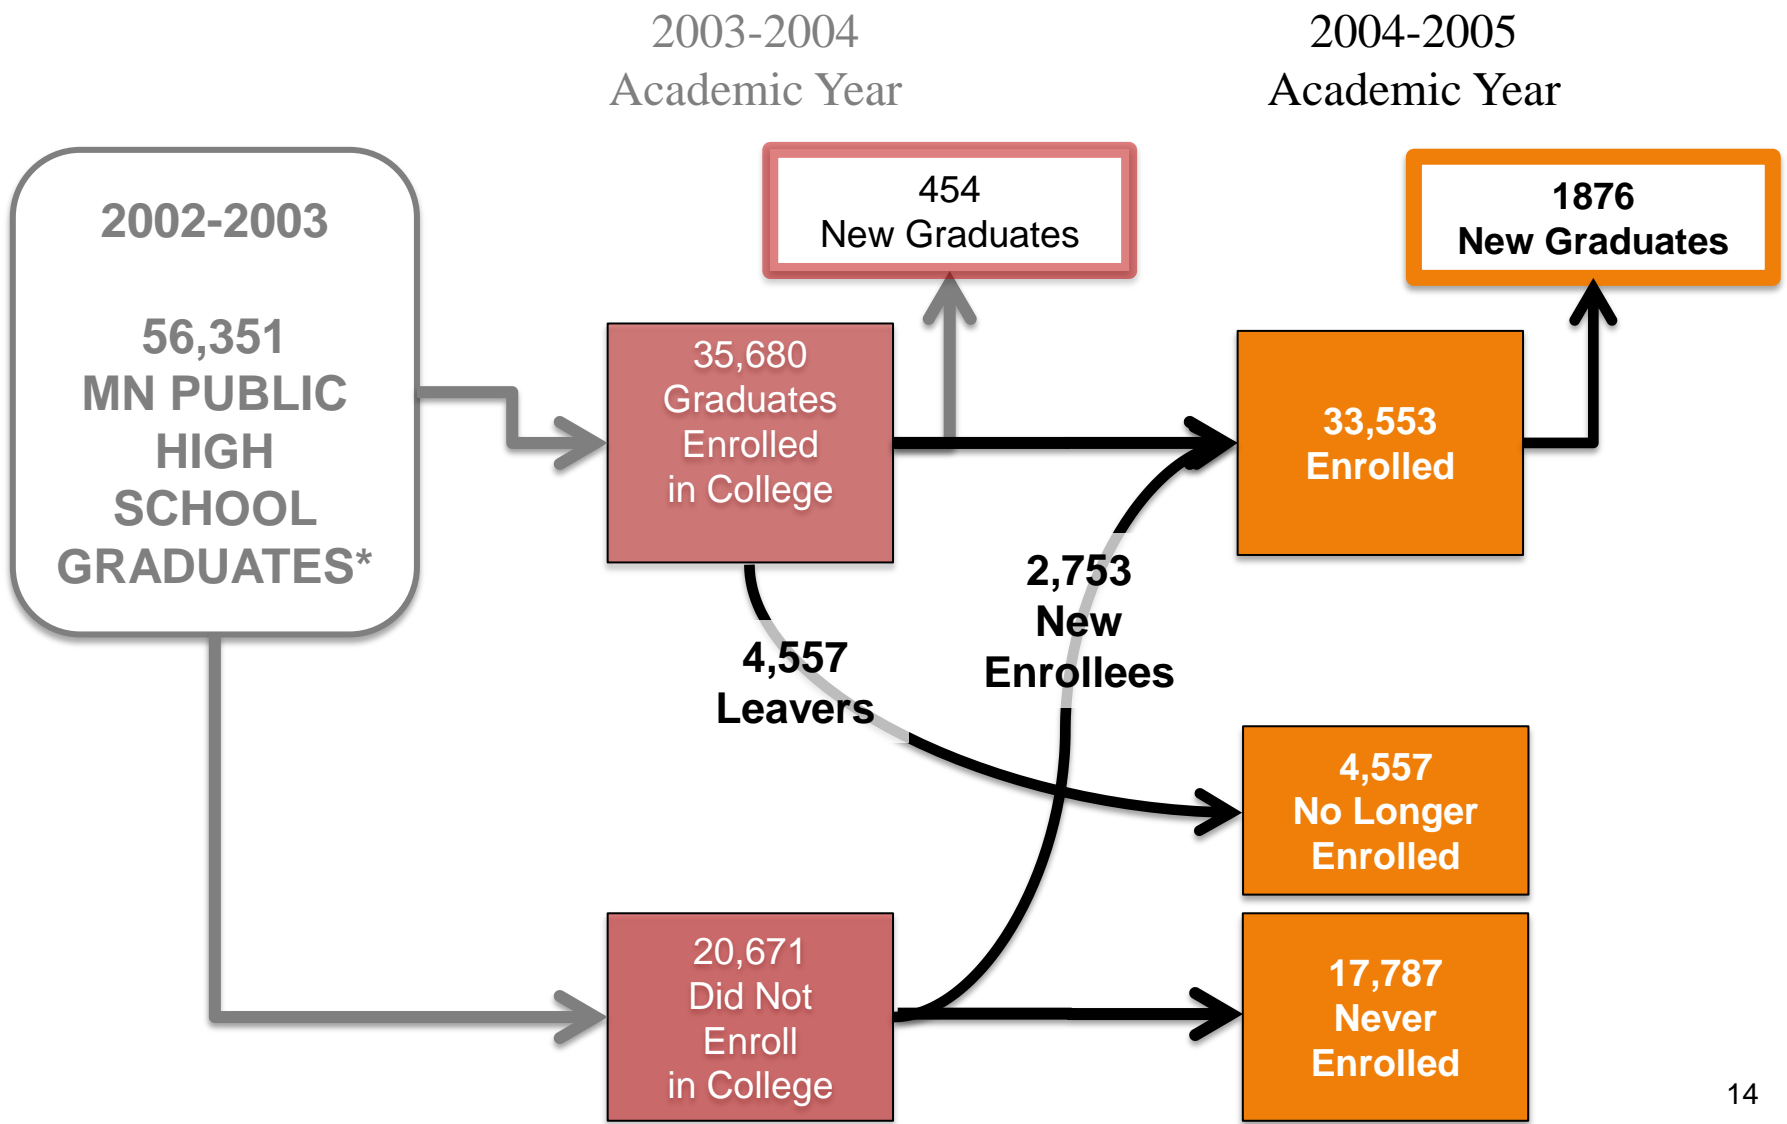 2003-2004
Academic Year
2004-2005
Academic Year
2002-2003
56,351
MN PUBLIC
HIGH
SCHOOL
GRADUATES*
454
New Graduates
1876
New Graduates
35,680
Graduates
Enrolled
in College
33,553
Enrolled
2,753
New
Enrollees
4,557
Leavers
4,557
No Longer
Enrolled
20,671
Did Not
Enroll
in College
17,787
Never
Enrolled
14